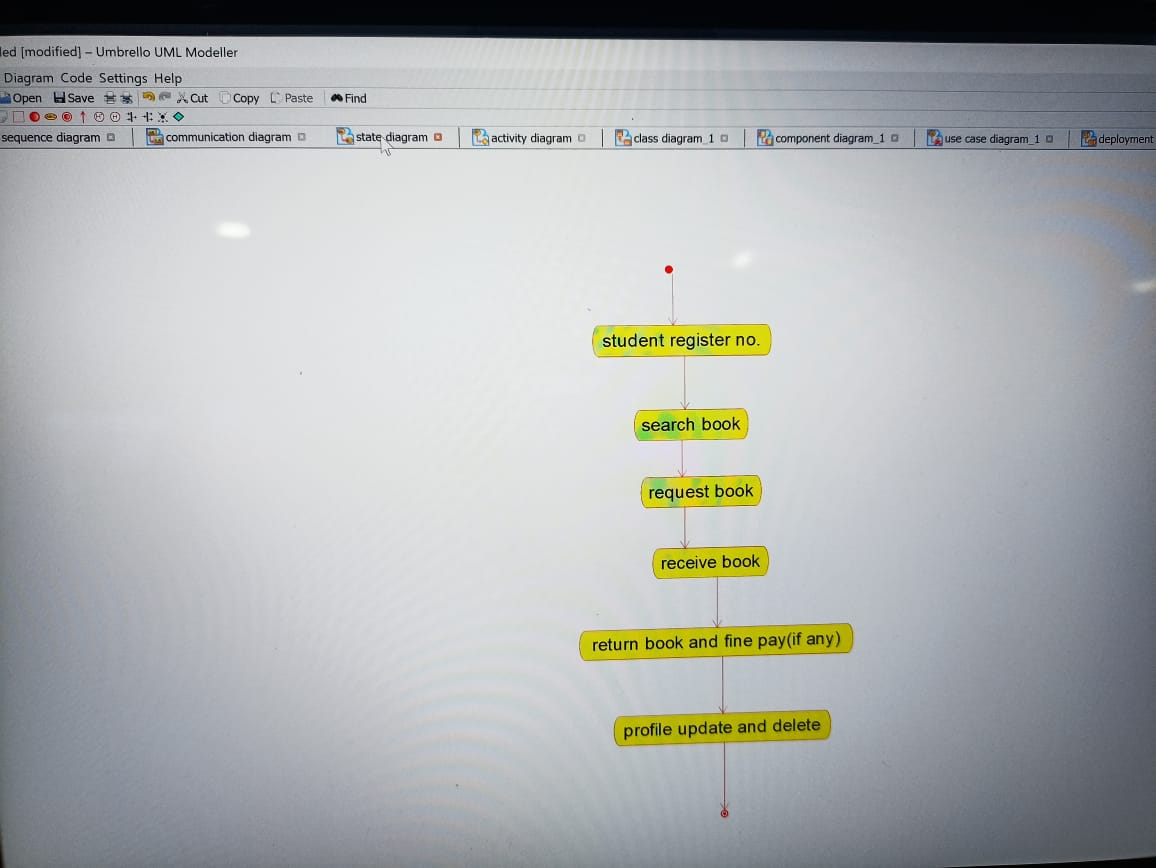 led [modified] – Umbrello UML Modeller
Diagram Code Settings Help
Open Save Cut Copy Paste Find
sequence diagram communication diagram state diagram activity diagram class diagram_1 component diagram_1 use case diagram_1 deployment
student register no.
search book
request book
receive book
return book and fine pay(if any)
profile update and delete